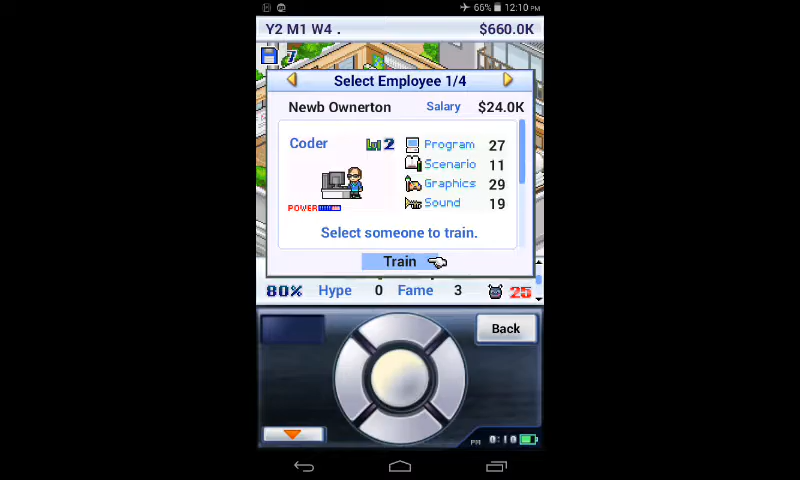 66% 12:10 PM
Y2 M1 W4 . $660.0K
7
Select Employee 1/4
Newb Ownerton Salary $24.0K
Coder Lvl 2 Program 27
Scenario 11
Graphics 29
POWER Sound 19
Select someone to train.
Train
80% Hype 0 Fame 3 25
Back
PM 0:10